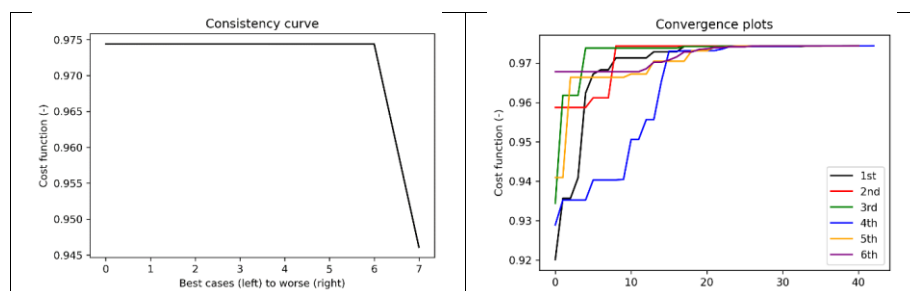 Consistency curve
0.975
0.970
0.965
0.960
0.955
0.950
0.945
Cost function (-)
0 1 2 3 4 5 6 7
Best cases (left) to worse (right)
Convergence plots
0.97
0.96
0.95
0.94
0.93
0.92
Cost function (-)
1st
2nd
3rd
4th
5th
6th
0 10 20 30 40